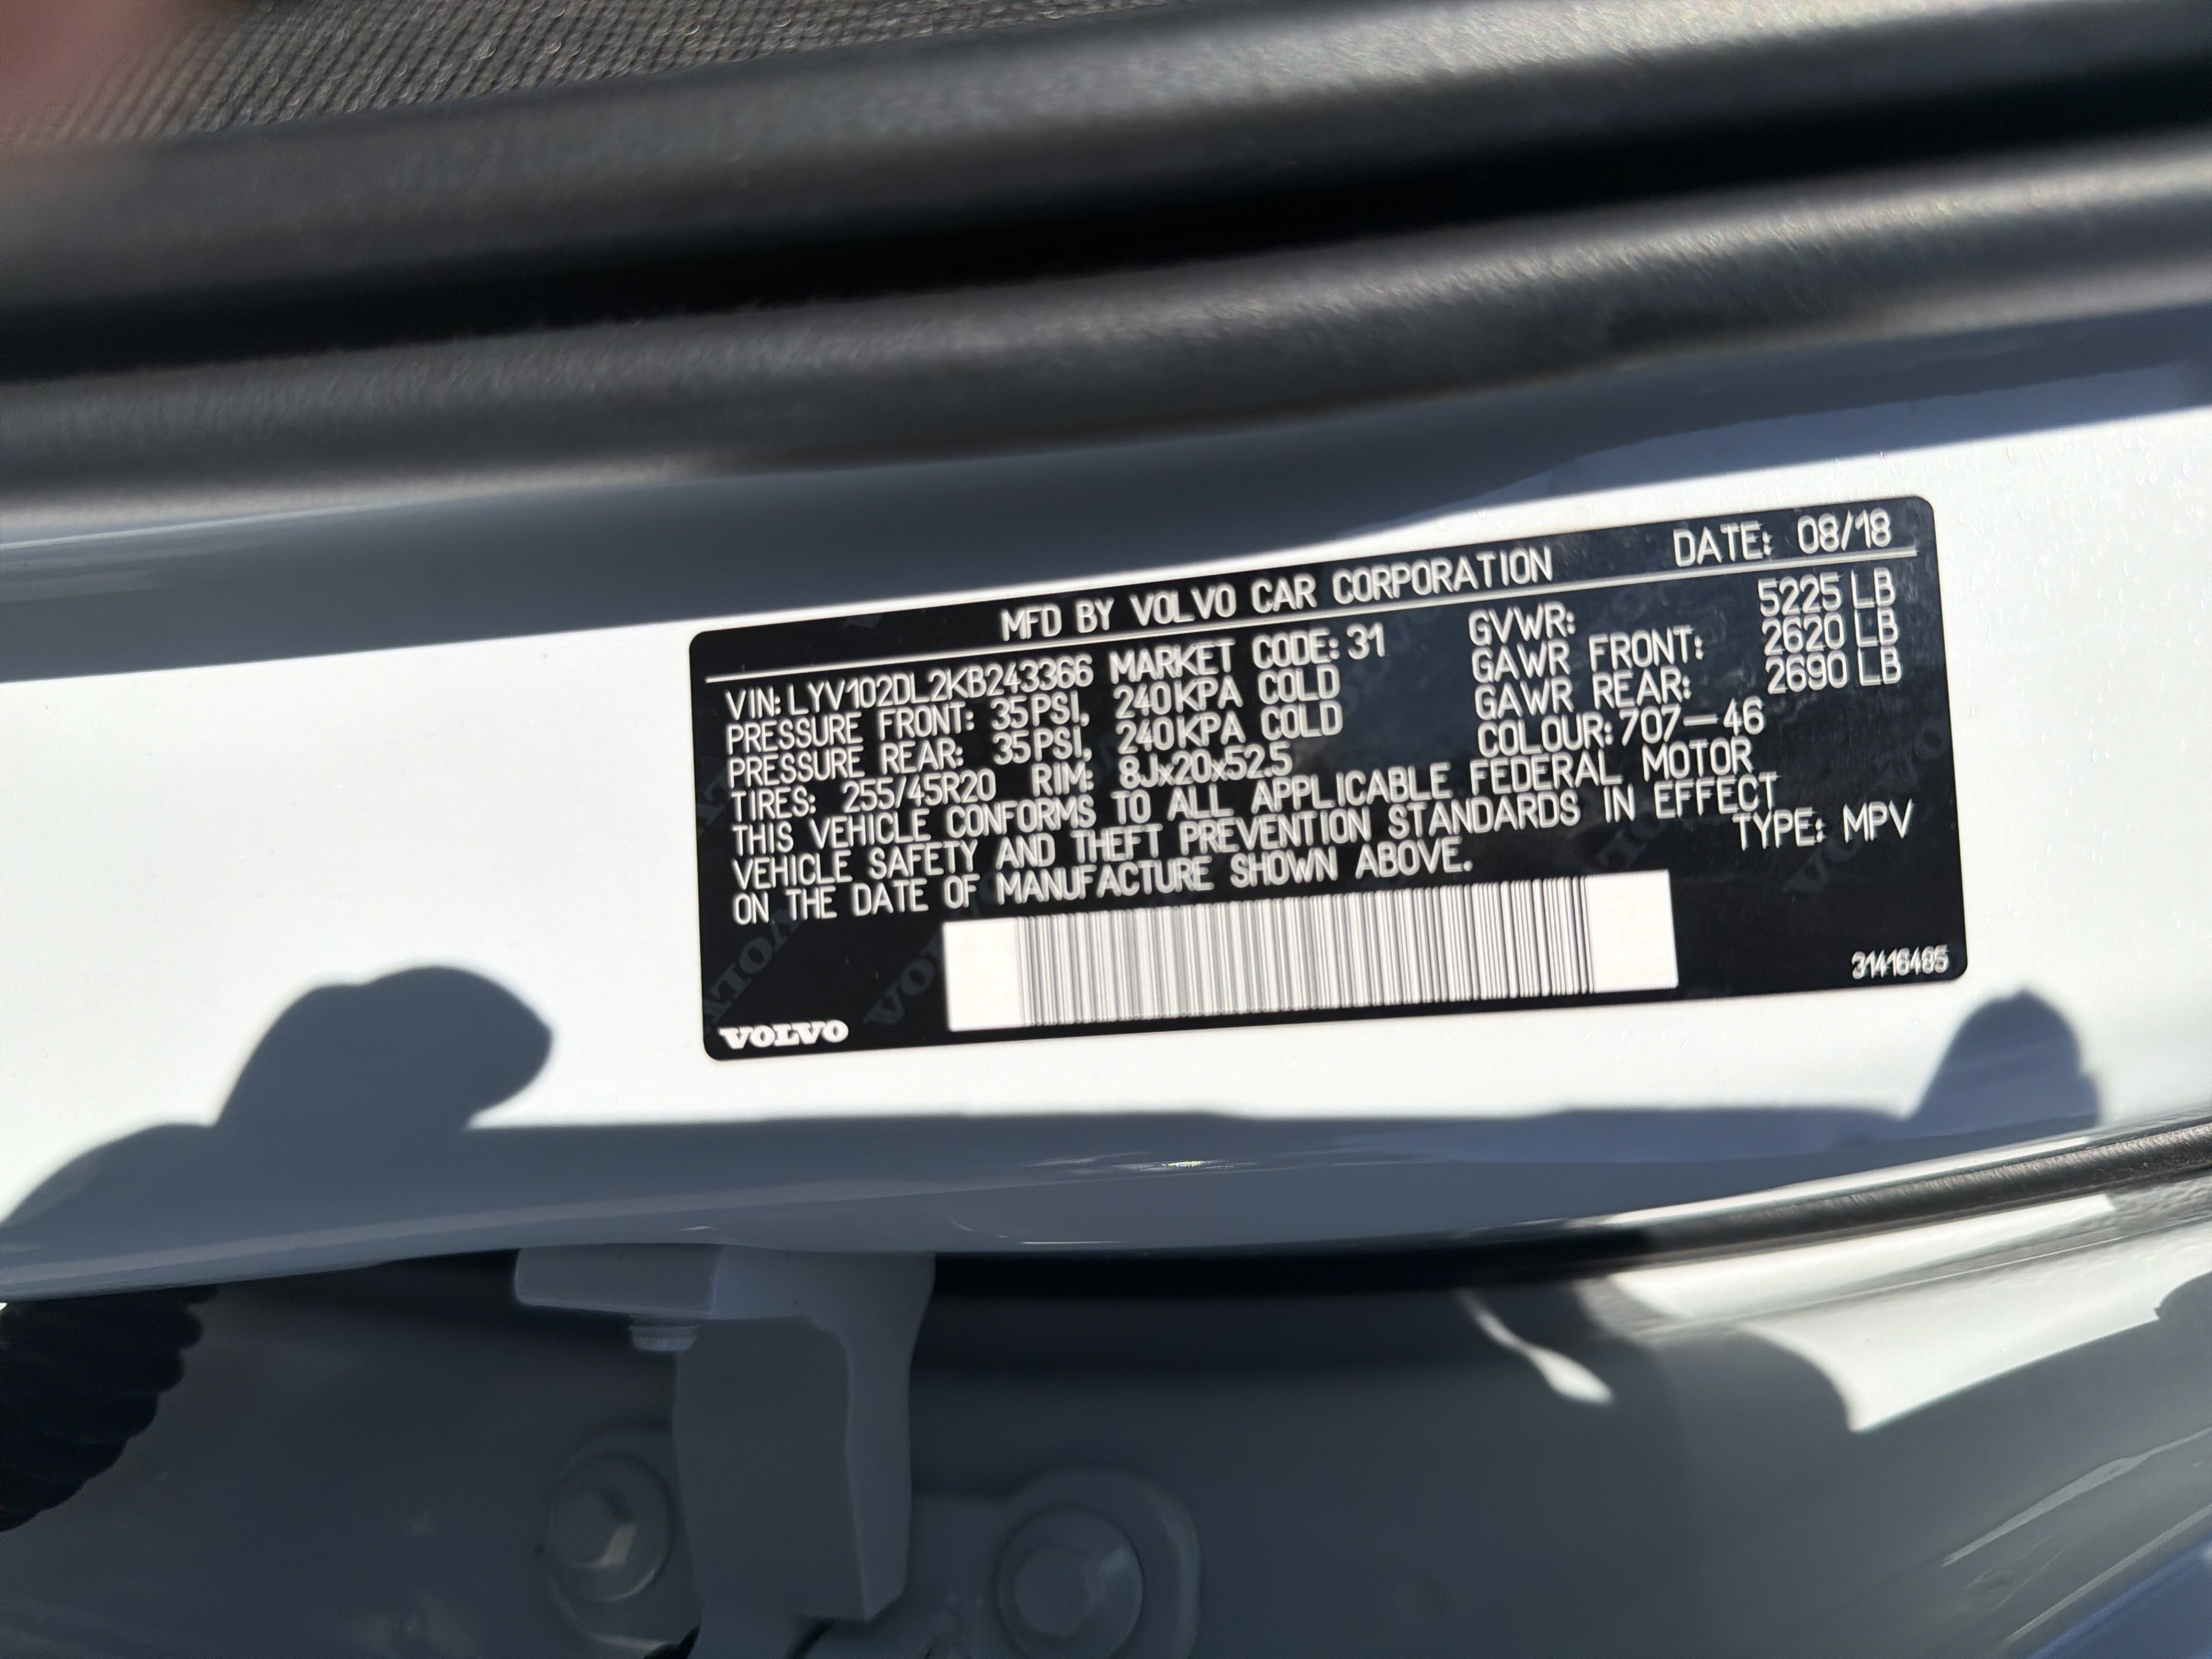 MFD BY VOLVO CAR CORPORATION DATE: 08/18
VIN: LYV102DL2KB243366 MARKET CODE: 31 GVWR: 5225 LB
PRESSURE FRONT: 35PSI, 240KPA COLD GAWR FRONT: 2620 LB
PRESSURE REAR: 35PSI, 240KPA COLD GAWR REAR: 2690 LB
TIRES: 255/45R20 RIM: 8Jx20x52.5 COLOUR: 707-46
THIS VEHICLE CONFORMS TO ALL APPLICABLE FEDERAL MOTOR
VEHICLE SAFETY AND THEFT PREVENTION STANDARDS IN EFFECT
ON THE DATE OF MANUFACTURE SHOWN ABOVE. TYPE: MPV
31416485
VOLVO